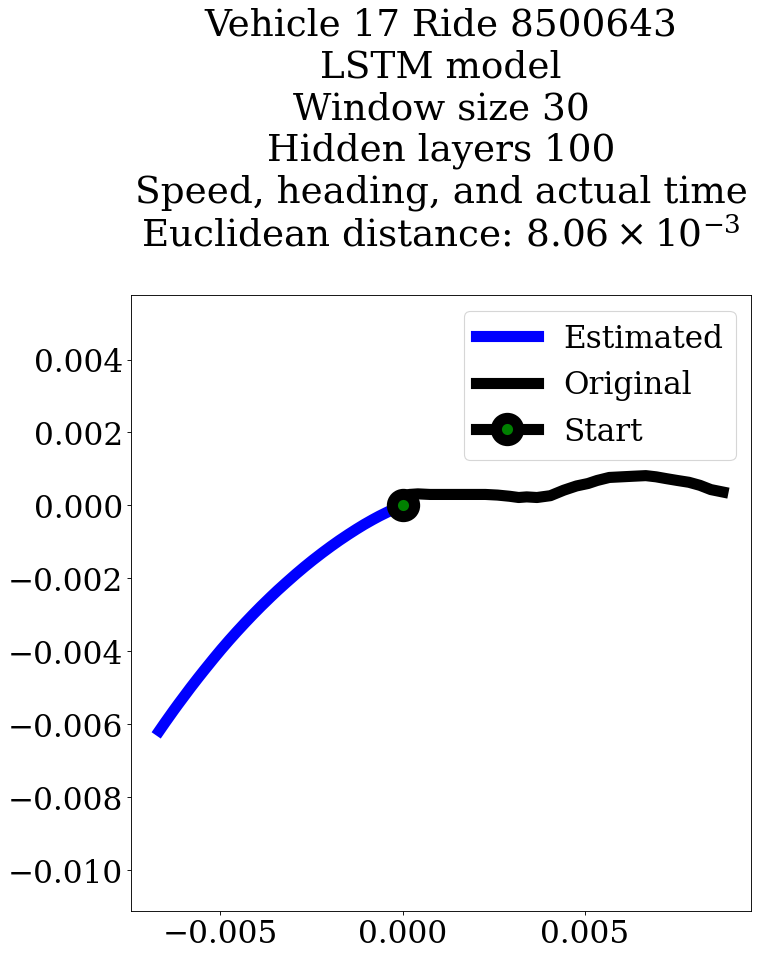 Vehicle 17 Ride 8500643
LSTM model
Window size 30
Hidden layers 100
Speed, heading, and actual time
Euclidean distance: 8.06 × 10⁻³
Estimated
Original
Start
0.004
0.002
0.000
−0.002
−0.004
−0.006
−0.008
−0.010
−0.005 0.000 0.005